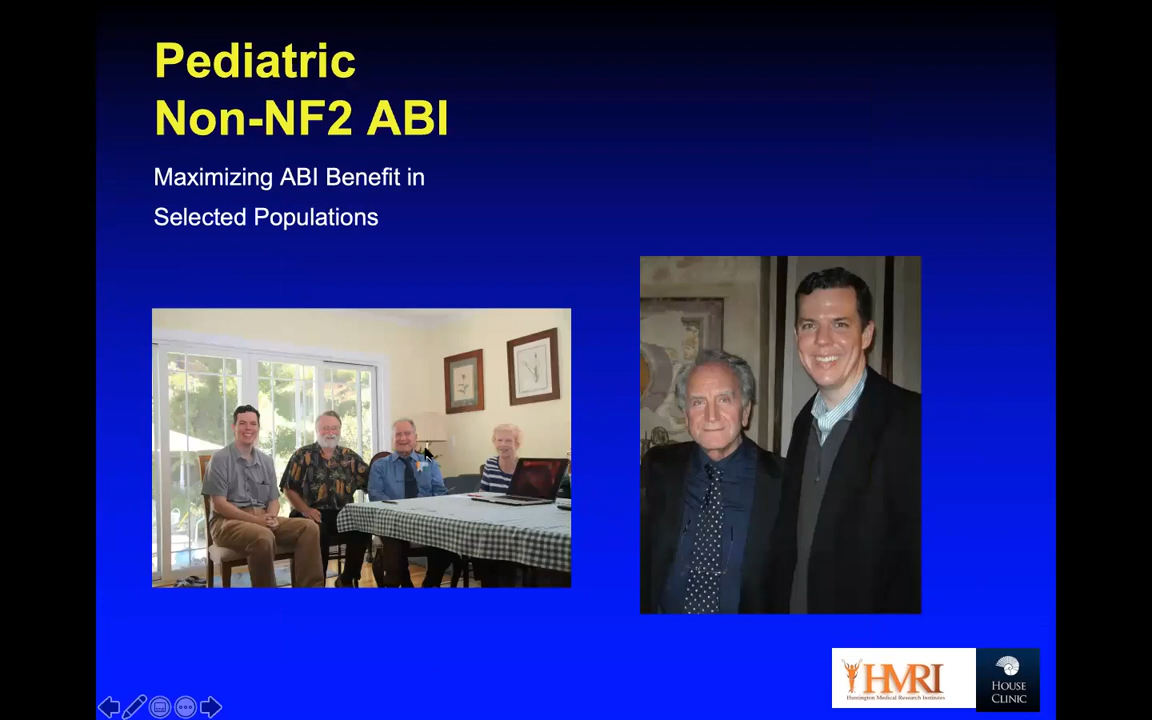 Pediatric
Non-NF2 ABI
Maximizing ABI Benefit in
Selected Populations
HMRI
Huntington Medical Research Institutes
HOUSE
CLINIC